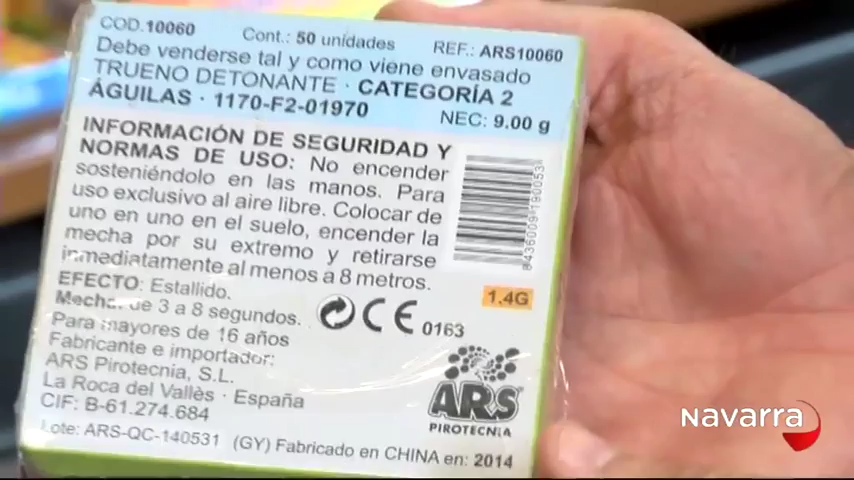 COD.10060 Cont.: 50 unidades REF.: ARS10060
Debe venderse tal y como viene envasado
TRUENO DETONANTE · CATEGORÍA 2
ÁGUILAS · 1170-F2-01970 NEC: 9.00 g
INFORMACIÓN DE SEGURIDAD Y
NORMAS DE USO: No encender
sosteniéndolo en las manos. Para
uso exclusivo al aire libre. Colocar de
uno en uno en el suelo, encender la
mecha por su extremo y retirarse
inmediatamente al menos a 8 metros.
8436009190053
EFECTO: Estallido.
1.4G
Mecha: de 3 a 8 segundos.
CE 0163
Para mayores de 16 años
Fabricante e importador:
ARS Pirotecnia, S.L.
La Roca del Vallès · España
CIF: B-61.274.684
ARS
PIROTECNIA
Lote: ARS-QC-140531 (GY) Fabricado en CHINA en: 2014
Navarra